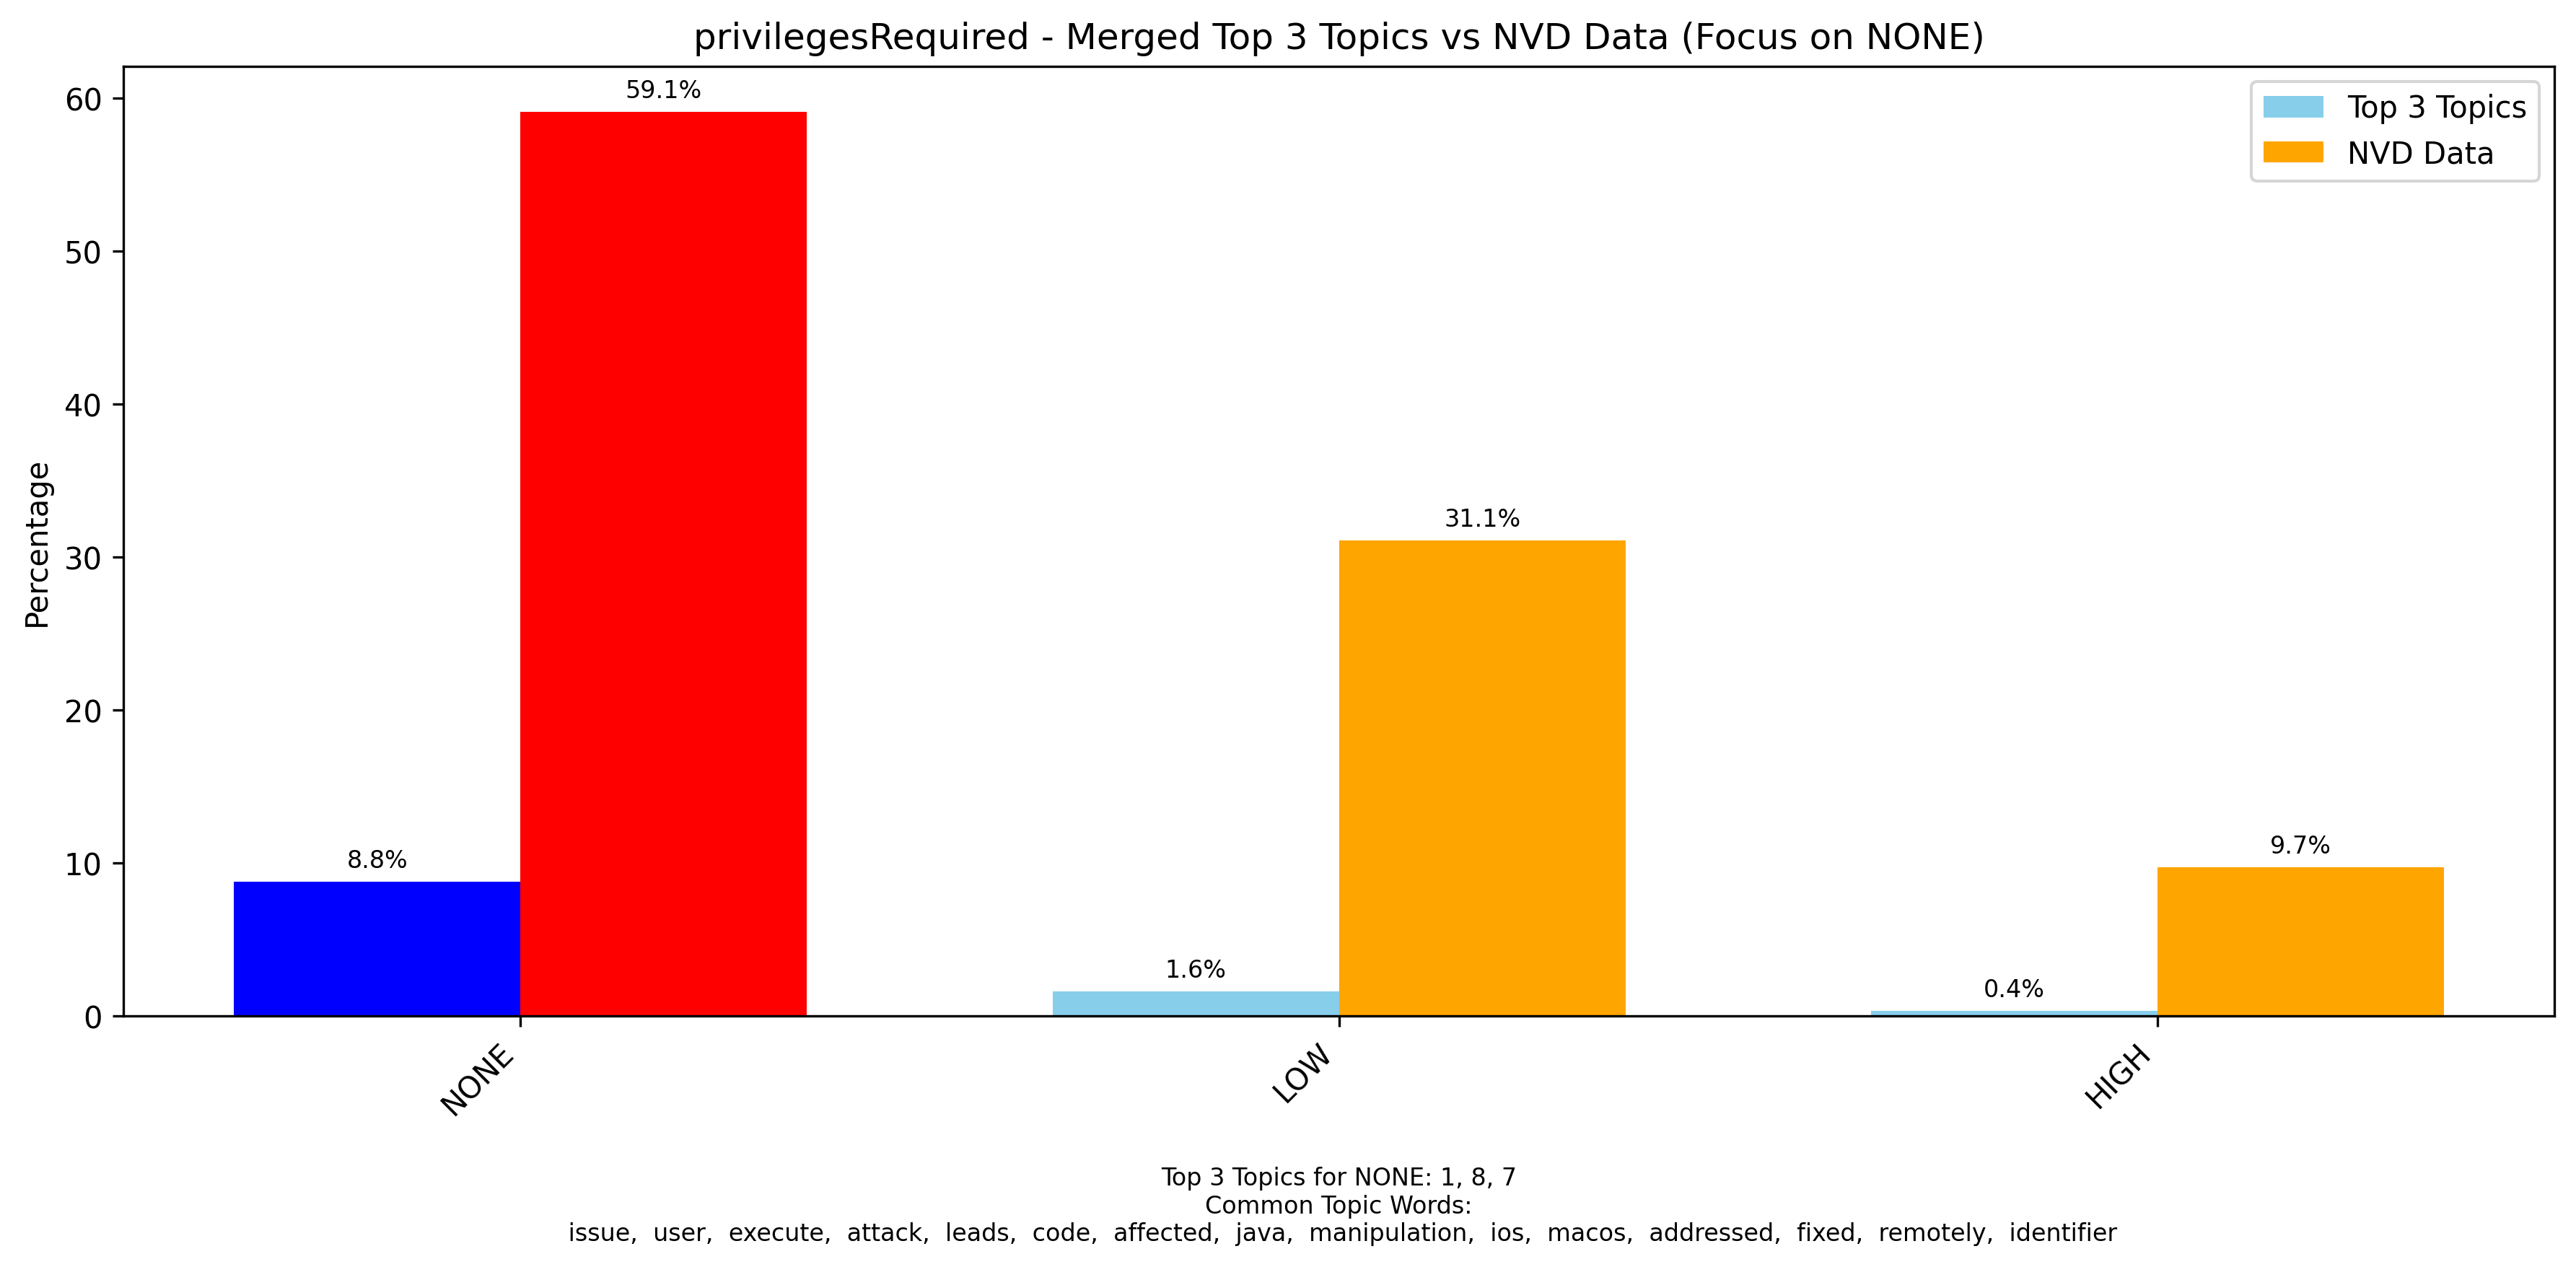 privilegesRequired - Merged Top 3 Topics vs NVD Data (Focus on NONE)
Top 3 Topics
NVD Data
Percentage
60
50
40
30
20
10
0
8.8%
59.1%
1.6%
31.1%
0.4%
9.7%
NONE
LOW
HIGH
Top 3 Topics for NONE: 1, 8, 7
Common Topic Words:
issue, user, execute, attack, leads, code, affected, java, manipulation, ios, macos, addressed, fixed, remotely, identifier